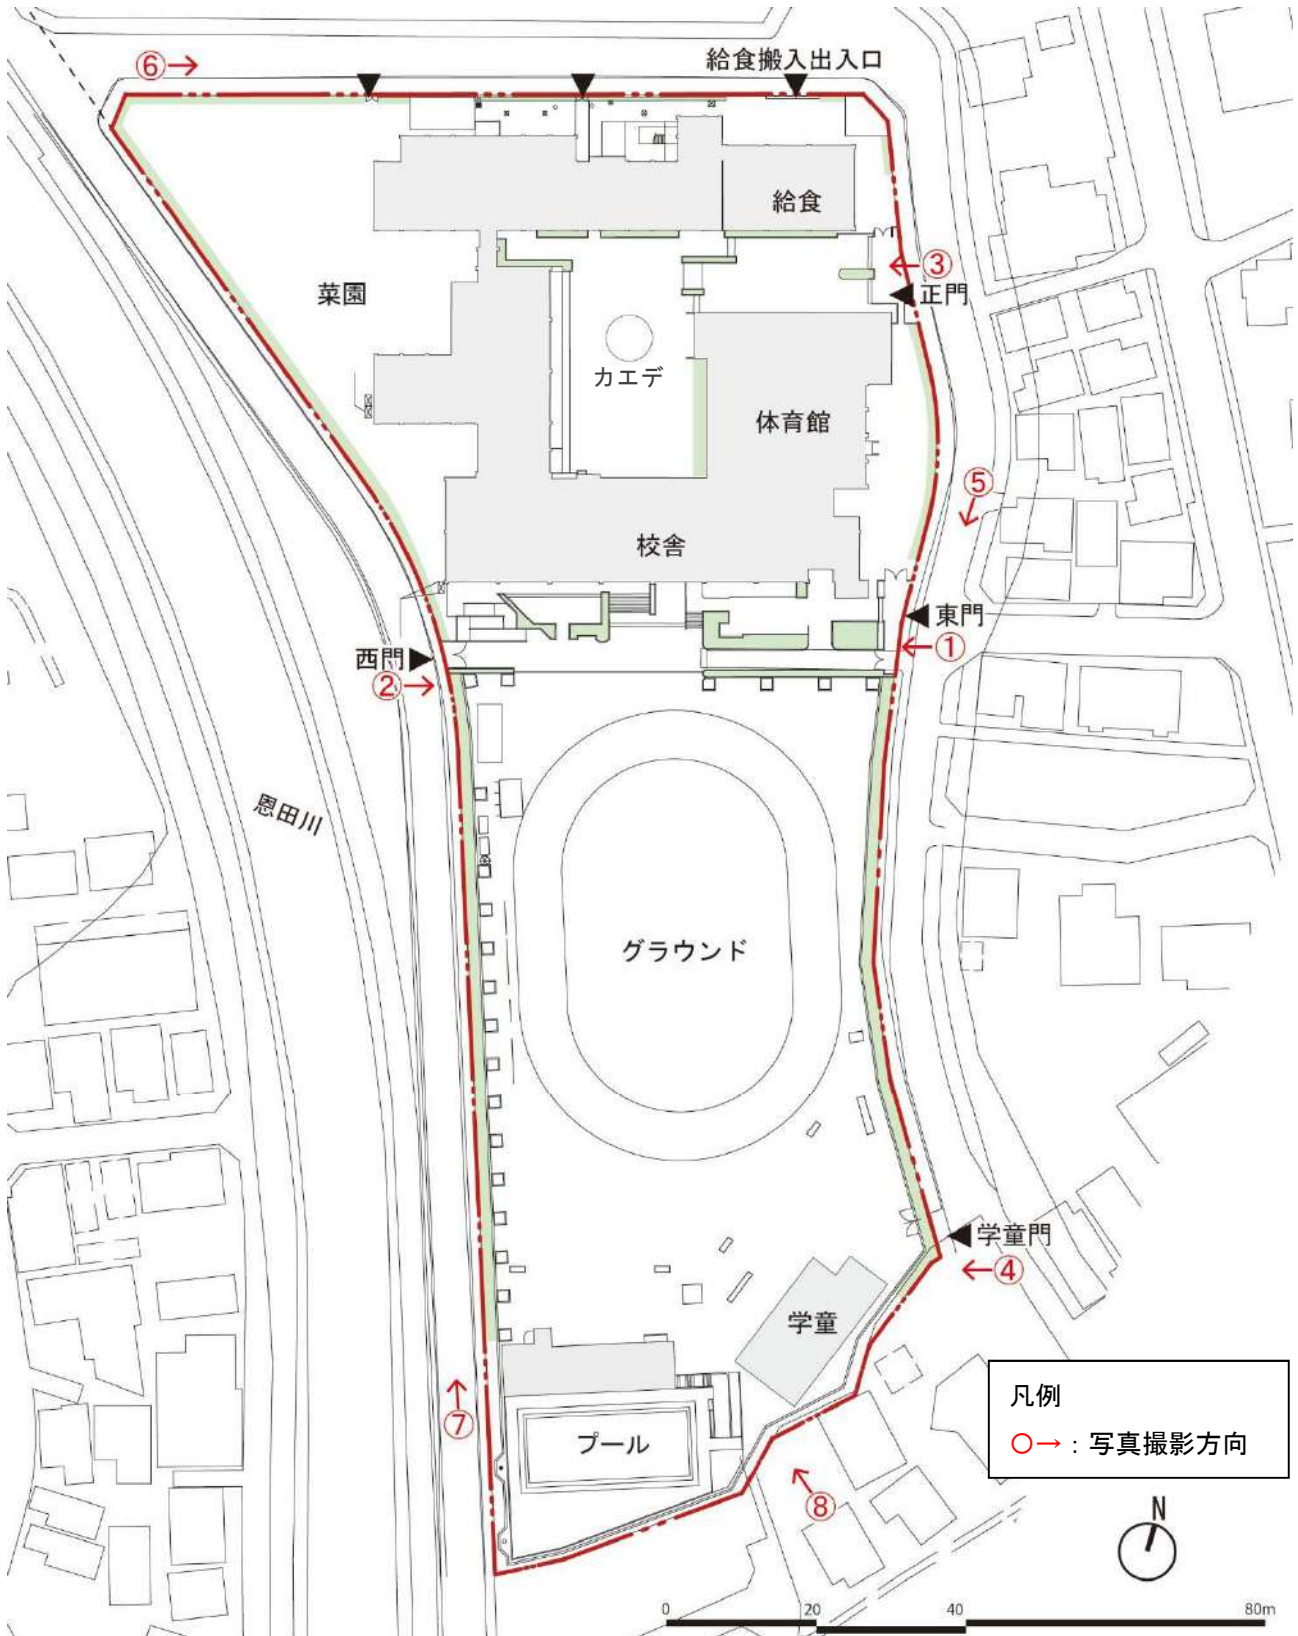 ⑥→
給食搬入出入口
給食
←③
正門
菜園
カエデ
体育館
⑤
校舎
東門
←①
西門
②→
恩田川
グラウンド
学童門
←④
学童
凡例
○→：写真撮影方向
⑦
プール
⑧
N
0 20 40 80m